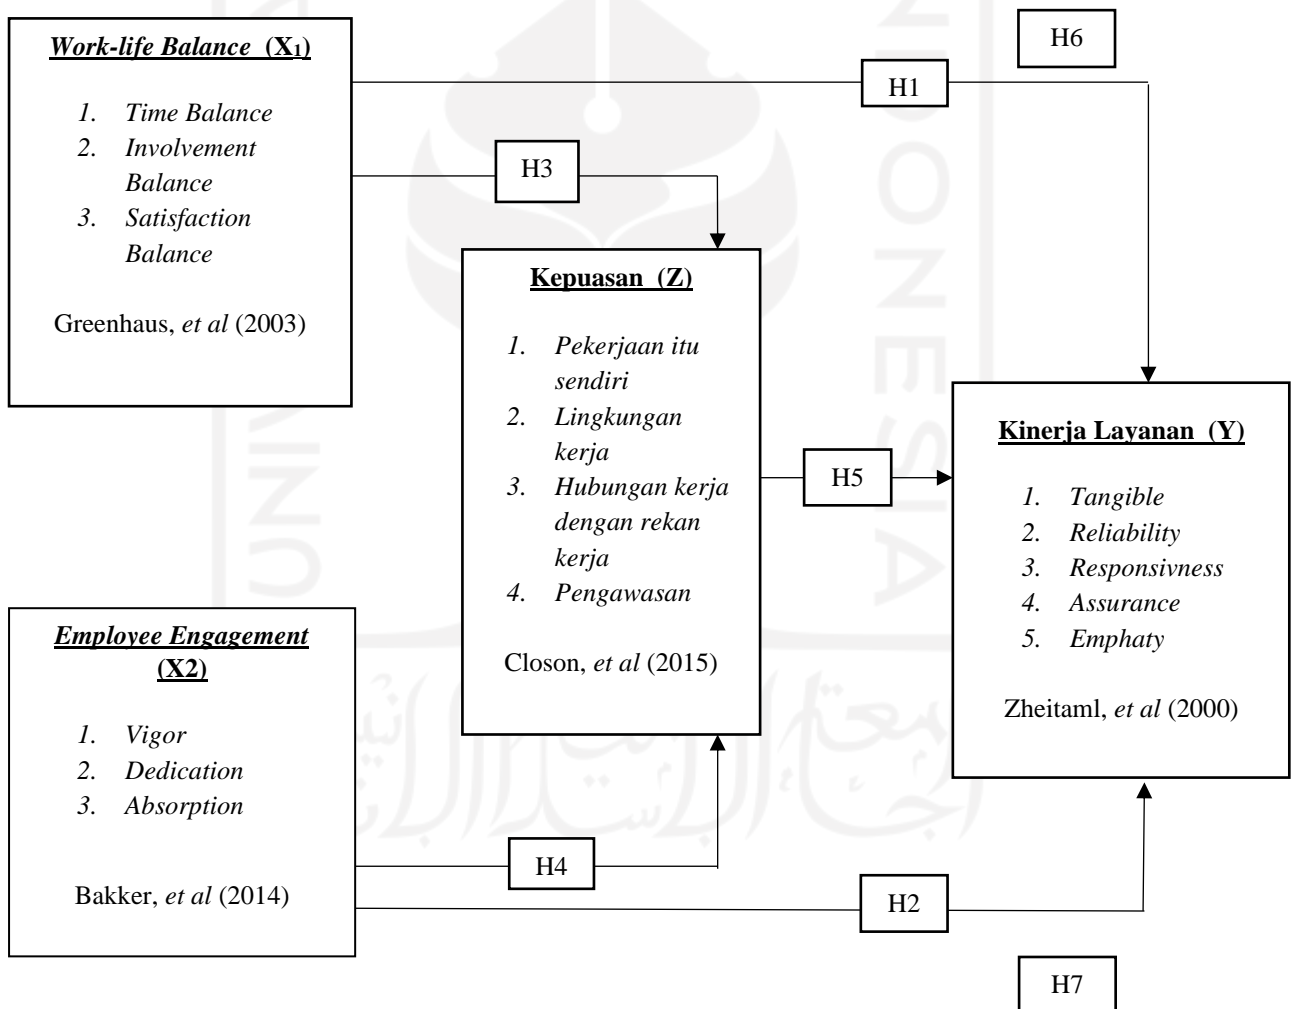 Work-life Balance (X1)
1. Time Balance
2. Involvement
Balance
3. Satisfaction
Balance
Greenhaus, et al (2003)
H6
H1
H3
Kepuasan (Z)
1. Pekerjaan itu
sendiri
2. Lingkungan
kerja
3. Hubungan kerja
dengan rekan
kerja
4. Pengawasan
Closon, et al (2015)
H5
Kinerja Layanan (Y)
1. Tangible
2. Reliability
3. Responsivness
4. Assurance
5. Emphaty
Zheitaml, et al (2000)
Employee Engagement
(X2)
1. Vigor
2. Dedication
3. Absorption
Bakker, et al (2014)
H4
H2
H7